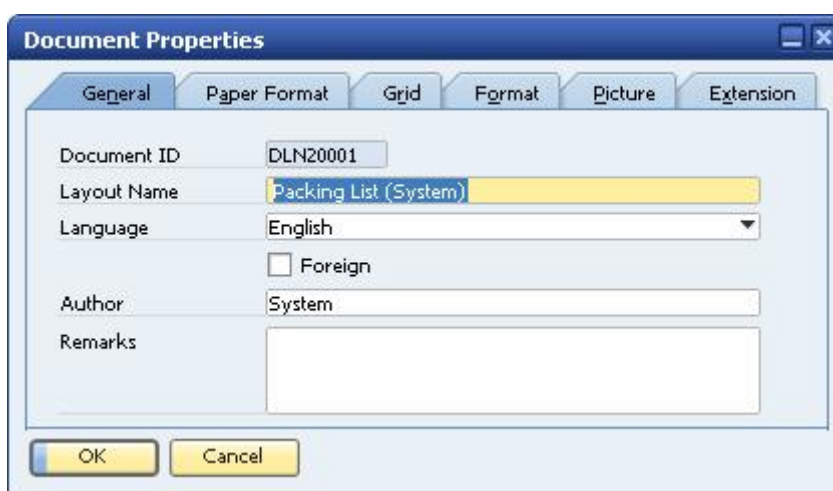 Document Properties
General Paper Format Grid Format Picture Extension
Document ID DLN20001
Layout Name Packing List (System)
Language English
Foreign
Author System
Remarks
OK Cancel